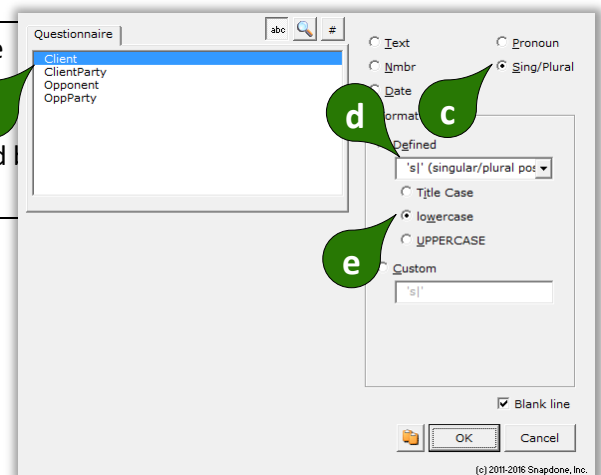 e
d b
Questionnaire
abc
#
Client
ClientParty
Opponent
OppParty
Text
Pronoun
Nmbr
Sing/Plural
Date
c
d
ormat
Defined
's|' (singular/plural pos
Title Case
lowercase
UPPERCASE
e
Custom
's|'
Blank line
OK
Cancel
(c) 2011-2016 Snapdone, Inc.